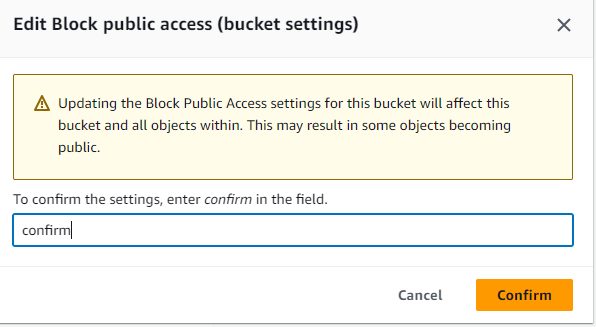 Edit Block public access (bucket settings)
Updating the Block Public Access settings for this bucket will affect this
bucket and all objects within. This may result in some objects becoming
public.
To confirm the settings, enter confirm in the field.
confirm
Cancel
Confirm